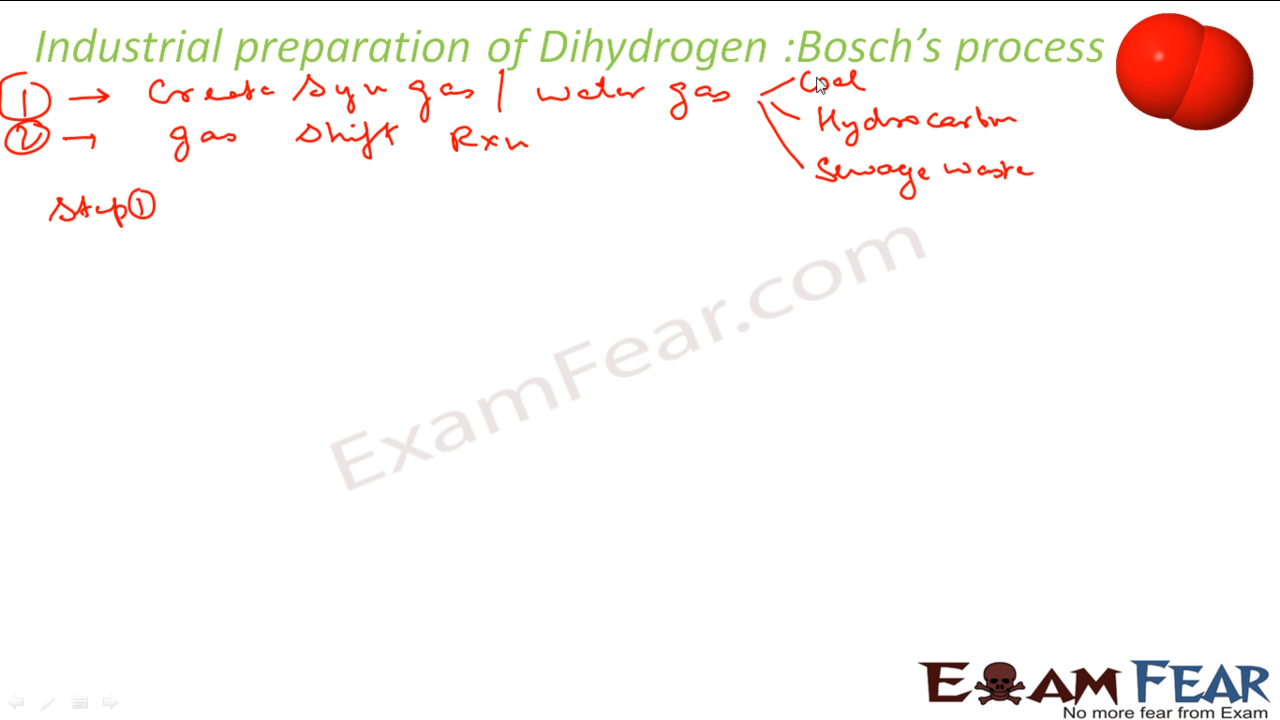 Industrial preparation of Dihydrogen :Bosch's process
① → Create Syn gas | water gas
Coal
Hydrocarbon
Sewage waste
② → gas shift Rxn
Step ①
ExamFear.com
EXAM FEAR
No more fear from Exam